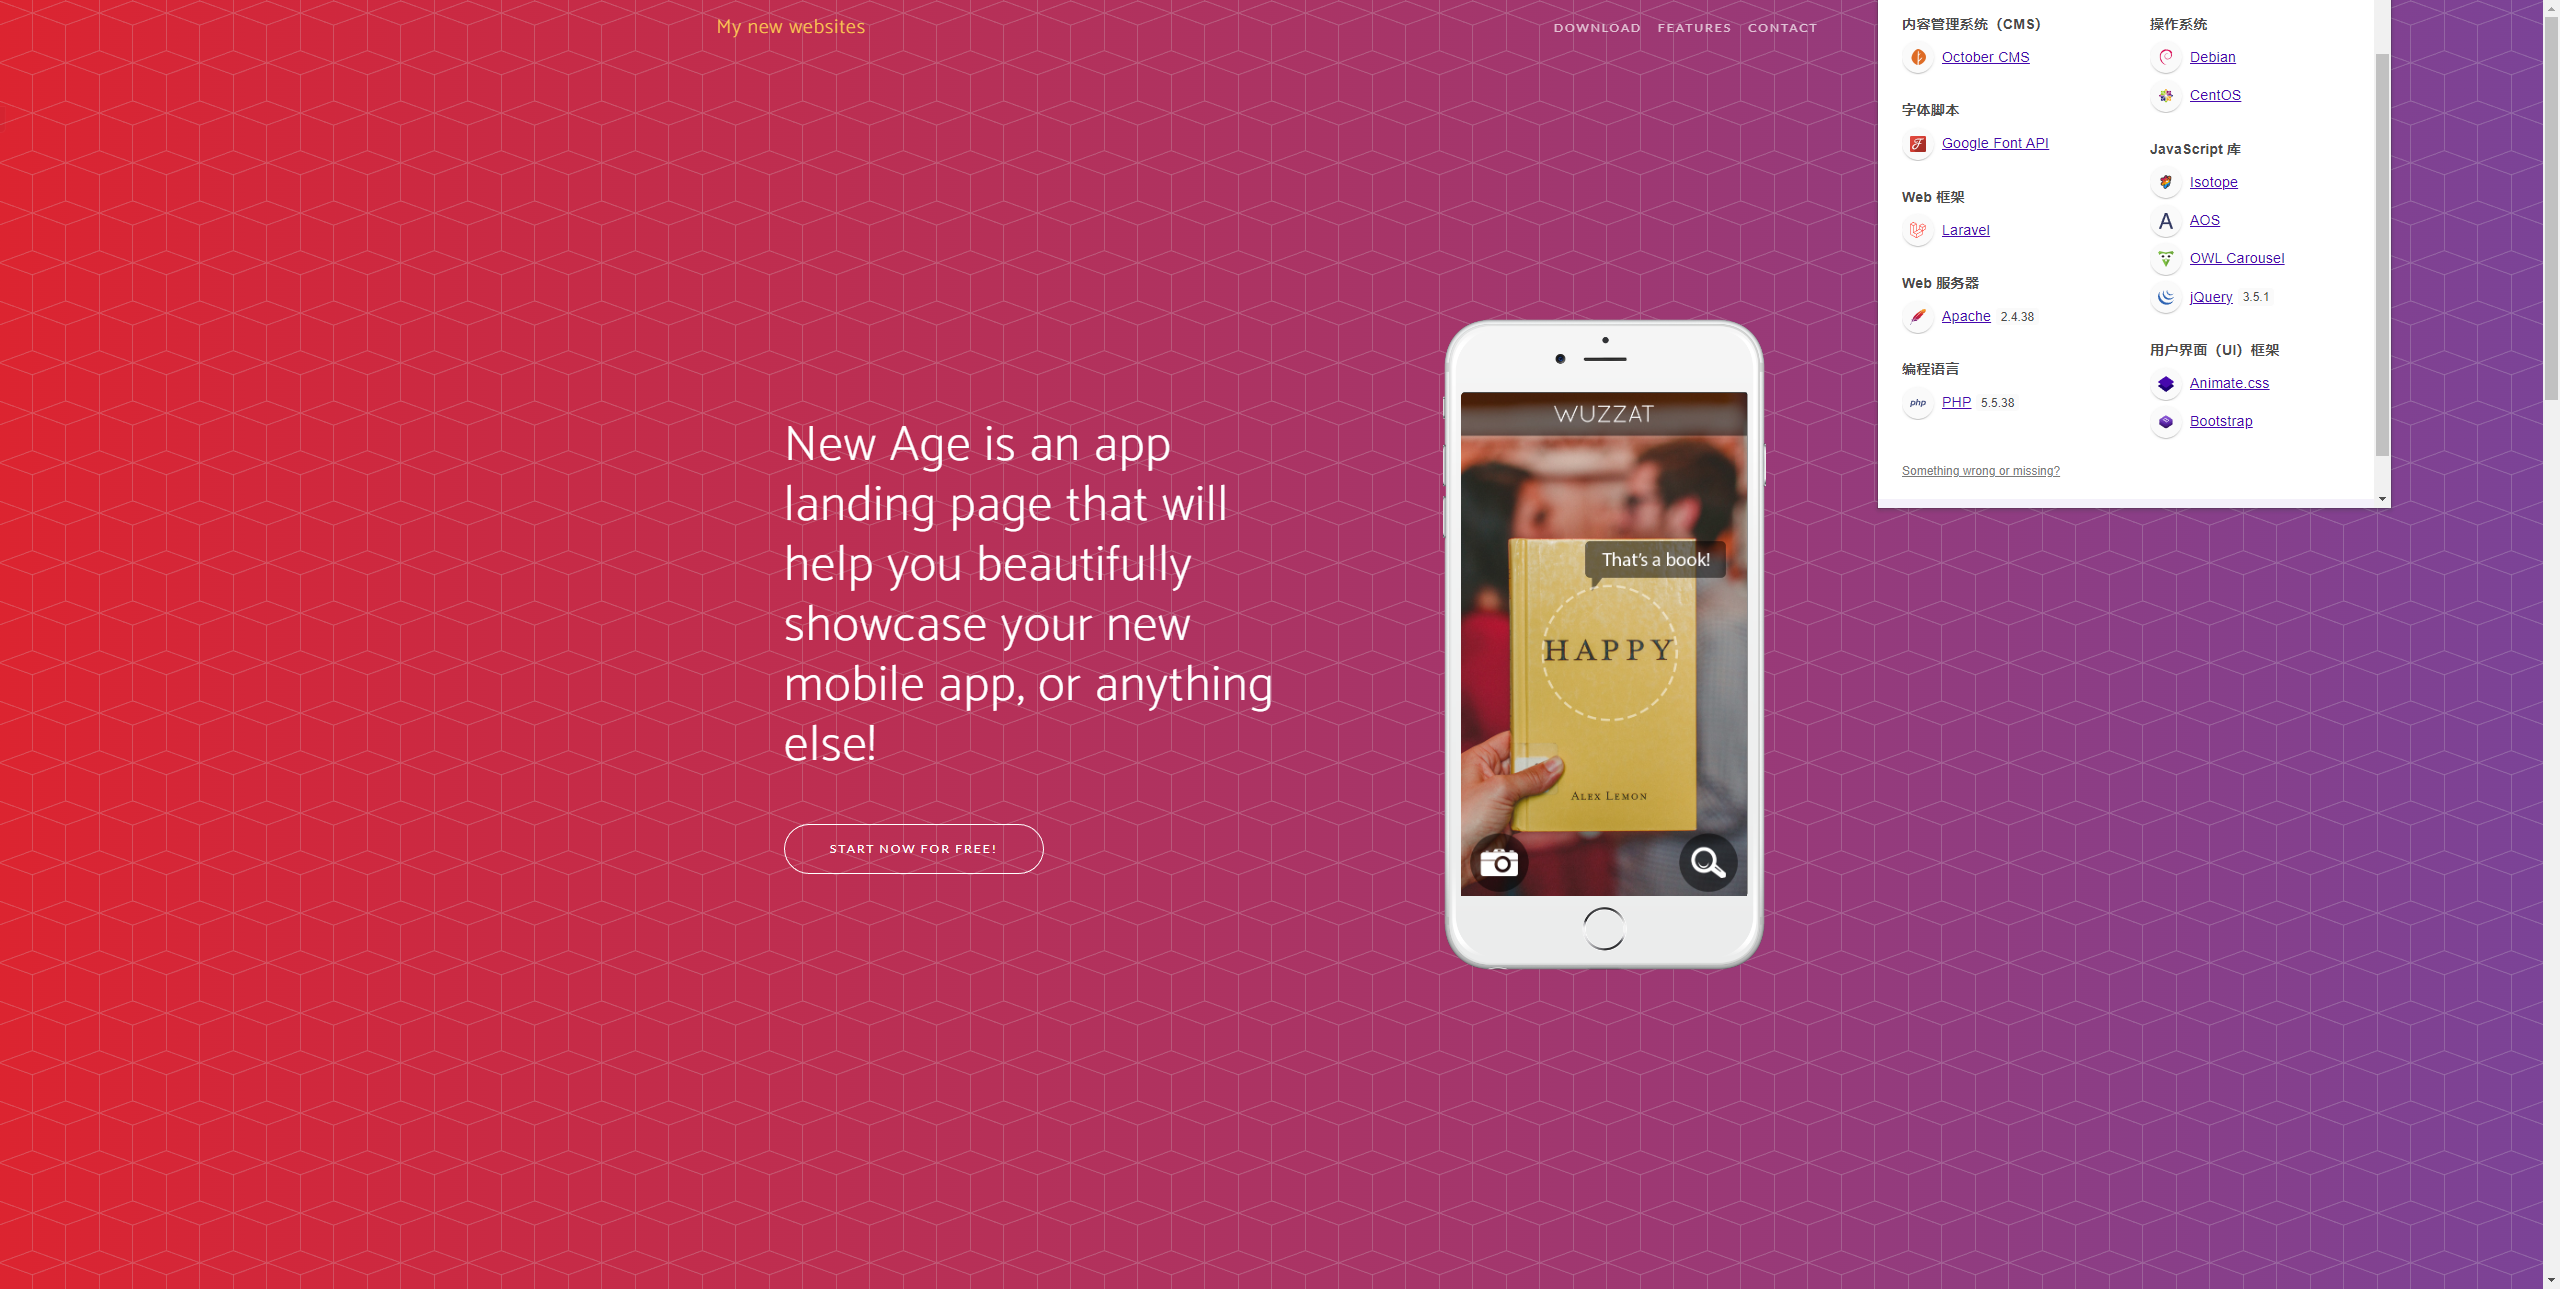 My new websites
DOWNLOAD FEATURES CONTACT
New Age is an app
landing page that will
help you beautifully
showcase your new
mobile app, or anything
else!
START NOW FOR FREE!
WUZZAT
That's a book!
HAPPY
ALEX LEMON
内容管理系统（CMS）
October CMS
字体脚本
Google Font API
Web 框架
Laravel
Web 服务器
Apache 2.4.38
编程语言
php PHP 5.5.38
Something wrong or missing?
操作系统
Debian
CentOS
JavaScript 库
Isotope
A AOS
OWL Carousel
jQuery 3.5.1
用户界面（UI）框架
Animate.css
Bootstrap